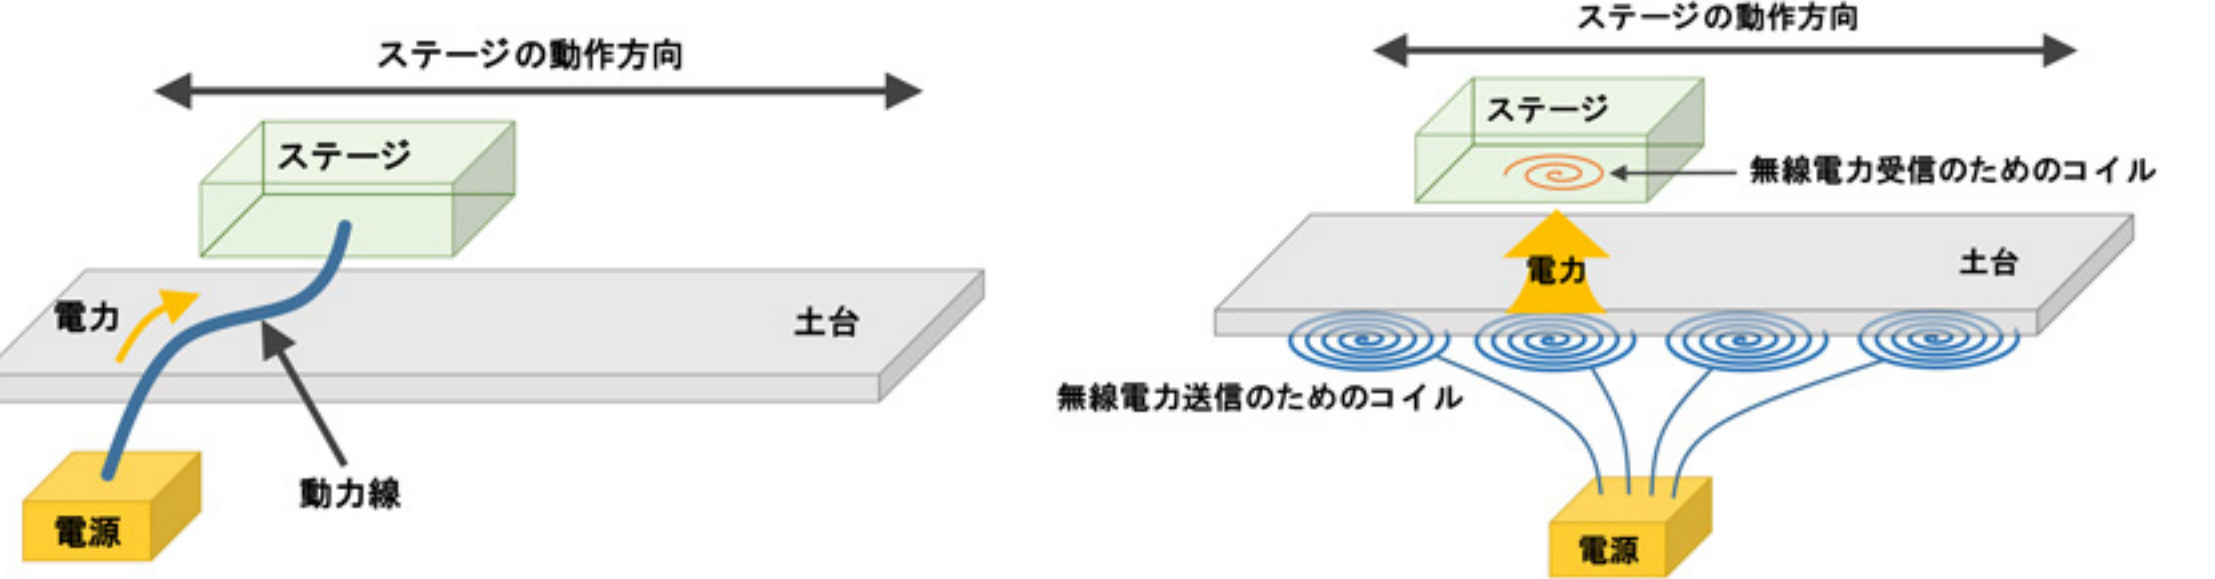 ステージの動作方向
ステージ
電力
土台
動力線
電源
ステージの動作方向
ステージ
無線電力受信のためのコイル
電力
土台
無線電力送信のためのコイル
電源